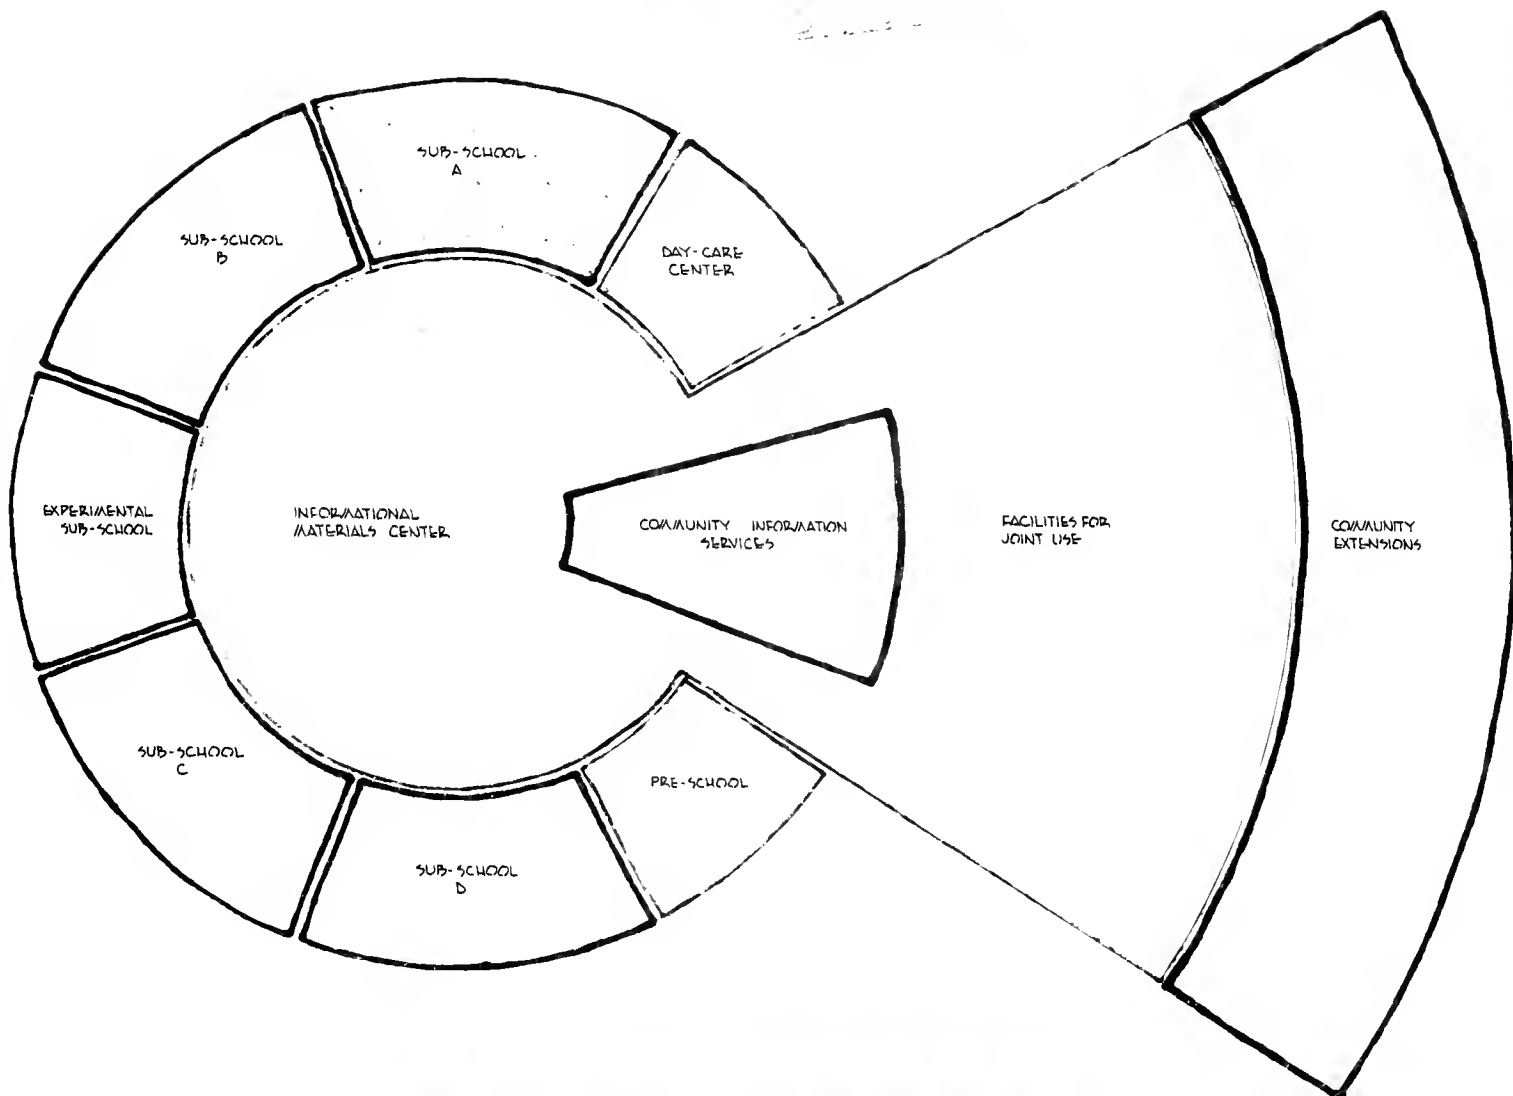 SUB-SCHOOL
A
SUB-SCHOOL
B
DAY-CARE
CENTER
EXPERIMENTAL
SUB-SCHOOL
INFORMATIONAL
MATERIALS CENTER
COMMUNITY INFORMATION
SERVICES
FACILITIES FOR
JOINT USE
COMMUNITY
EXTENSIONS
SUB-SCHOOL
C
PRE-SCHOOL
SUB-SCHOOL
D